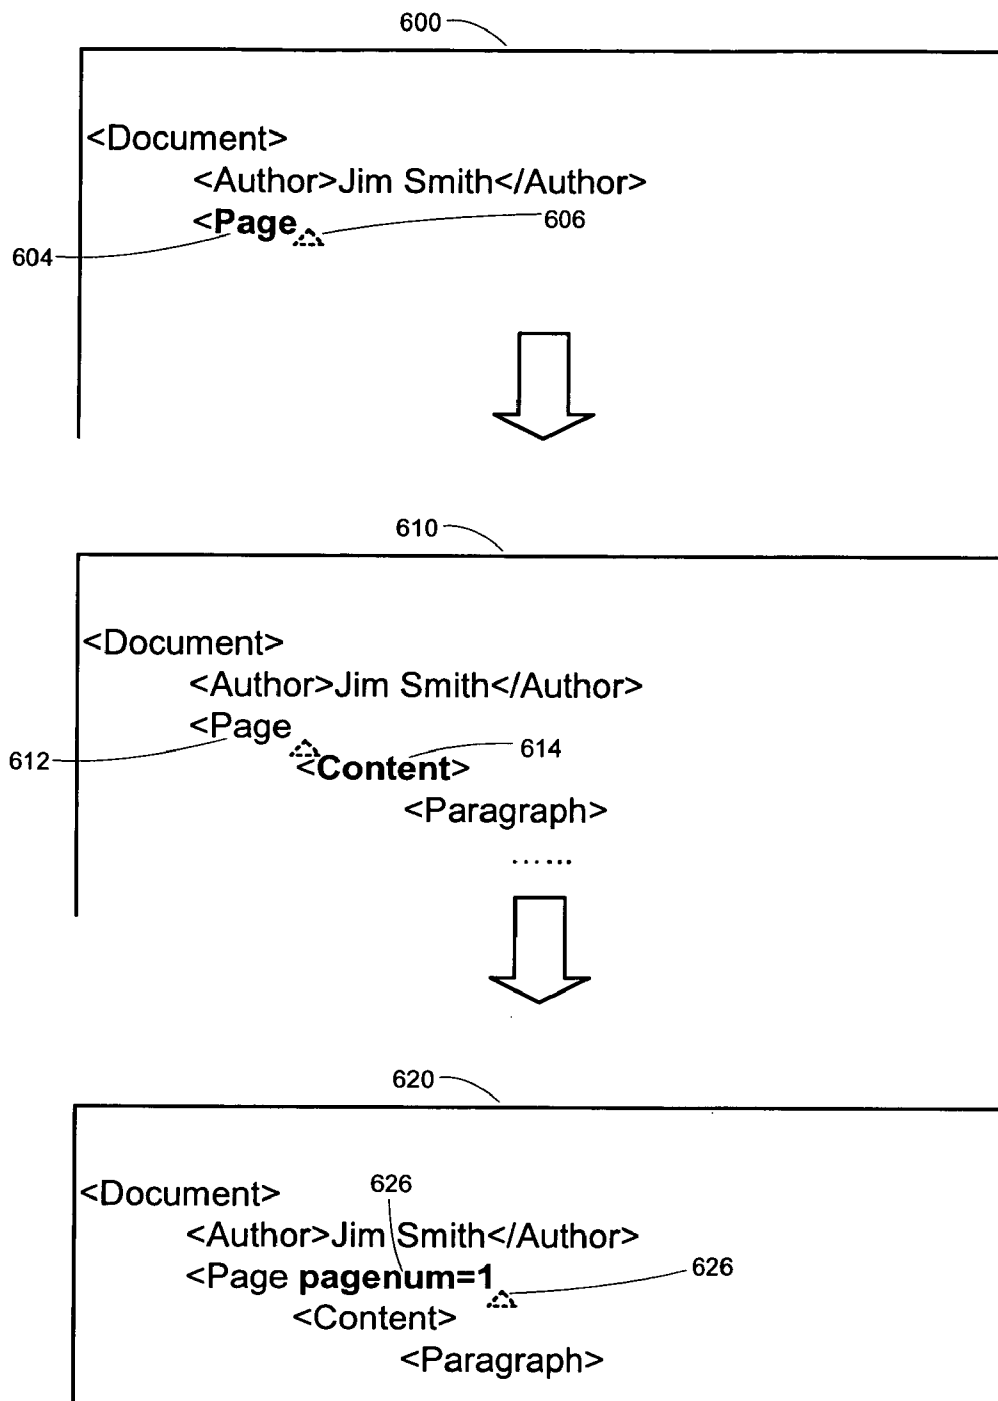 600
<Document>
<Author>Jim Smith</Author>
<Page
606
604
610
<Document>
<Author>Jim Smith</Author>
<Page
612
614
<Content>
<Paragraph>
......
620
<Document>
626
<Author>Jim Smith</Author>
<Page pagenum=1
626
<Content>
<Paragraph>